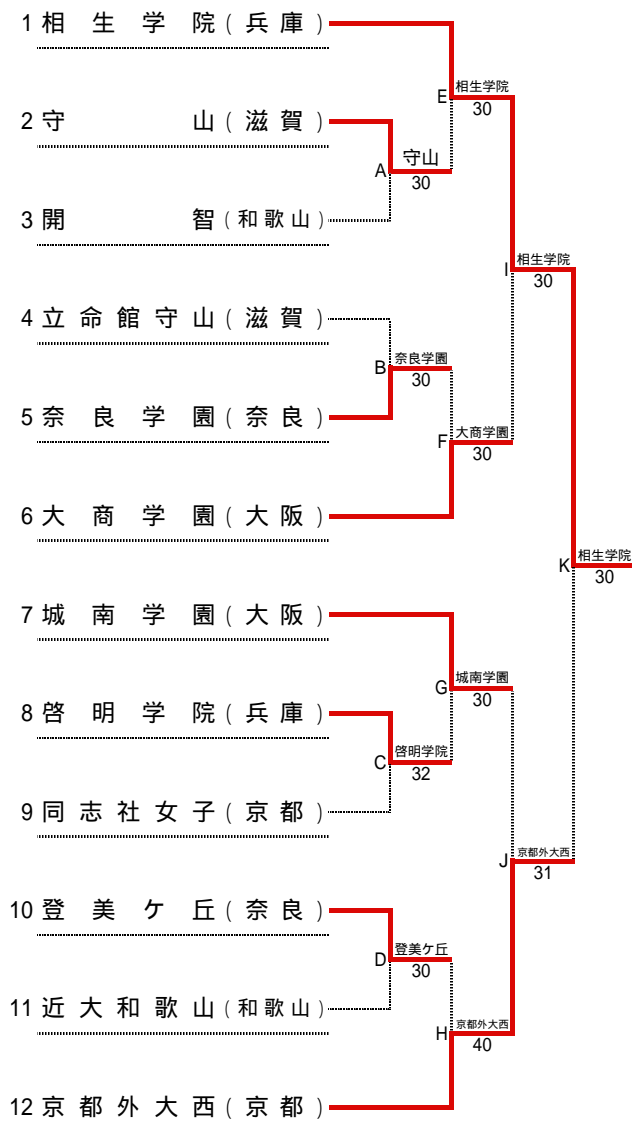 1 相生学院 (兵庫)
相生学院
E
30
2 守山 (滋賀)
守山
A
30
3 開智 (和歌山)
相生学院
I
30
4 立命館守山 (滋賀)
奈良学園
B
30
5 奈良学園 (奈良)
大商学園
F
30
6 大商学園 (大阪)
相生学院
K
30
7 城南学園 (大阪)
城南学園
G
30
8 啓明学院 (兵庫)
啓明学院
C
32
9 同志社女子 (京都)
京都外大西
J
31
10 登美ケ丘 (奈良)
登美ケ丘
D
30
11 近大和歌山 (和歌山)
京都外大西
H
40
12 京都外大西 (京都)